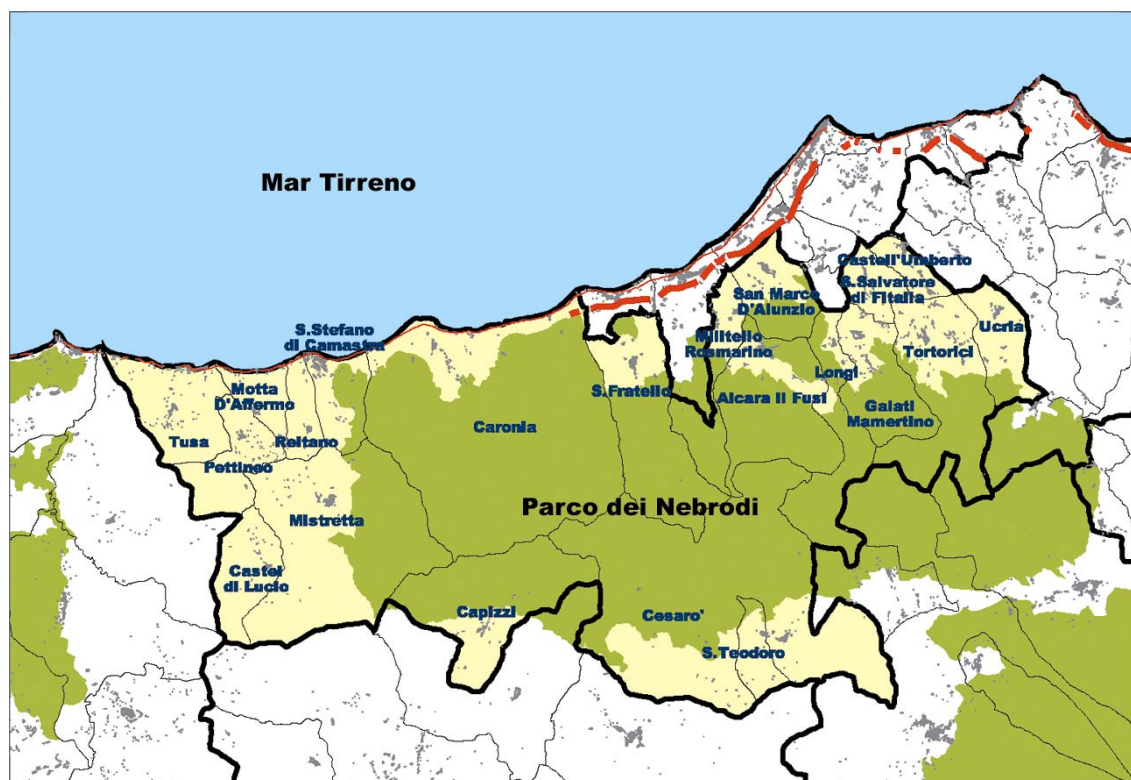 Mar Tirreno
Castell'Umberto
S.Salvatore
di Fitalia
San Marco
D'Alunzio
S.Stefano
di Camastra
Ucria
Militello
Rosmarino
Tortorici
Longi
Motta
D'Affermo
S.Fratello
Alcara li Fusi
Galati
Mamertino
Caronia
Tusa
Reitano
Pettineo
Parco dei Nebrodi
Mistretta
Castel
di Lucio
Capizzi
Cesaro'
S.Teodoro